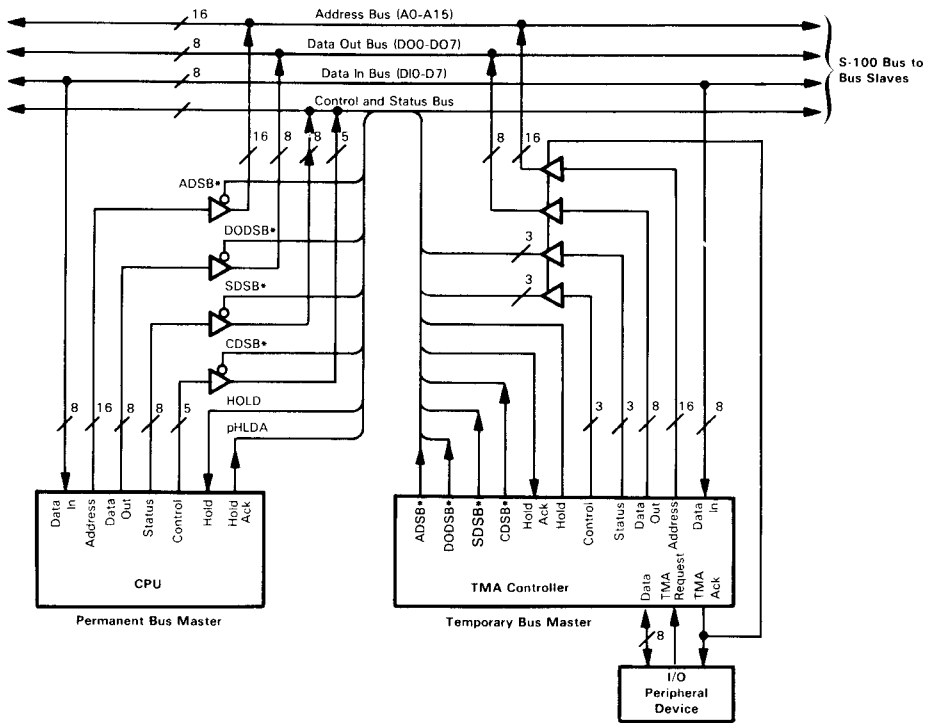 16
Address Bus (A0-A15)
8
Data Out Bus (DO0-DO7)
8
Data In Bus (DI0-D7)
Control and Status Bus
S-100 Bus to
Bus Slaves
16
8
8
5
8
16
ADSB*
DODSB*
SDSB*
CDSB*
HOLD
pHLDA
3
3
8
16
8
8
5
3
3
8
16
8
Data In
Address
Data Out
Status
Control
Hold
Hold Ack
CPU
Permanent Bus Master
ADSB*
DODSB*
SDSB*
CDSB*
Hold Ack
Hold
Control
Status
Data Out
Address
Data In
TMA Controller
Data
TMA Request
TMA Ack
Temporary Bus Master
8
I/O
Peripheral
Device